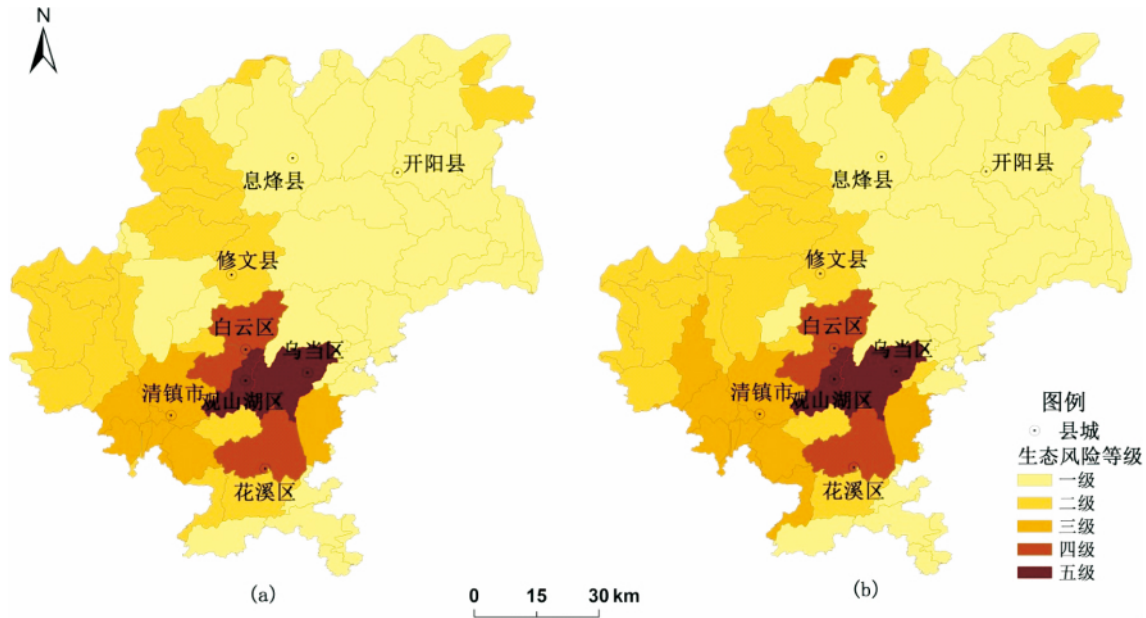 N
息烽县
开阳县
修文县
白云区
乌当区
清镇市
观山湖区
花溪区
(a)
息烽县
开阳县
修文县
白云区
乌当区
清镇市
观山湖区
花溪区
(b)
0 15 30 km
图例
县城
生态风险等级
一级
二级
三级
四级
五级